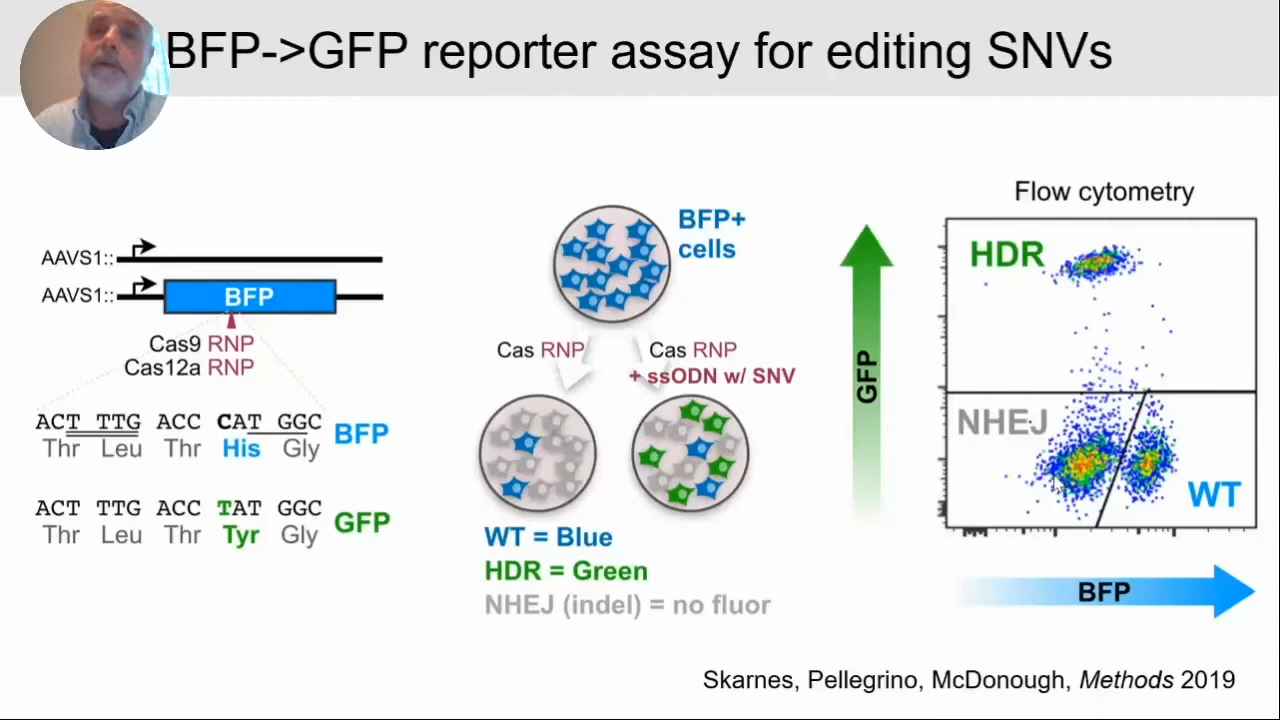 BFP->GFP reporter assay for editing SNVs
AAVS1::
AAVS1::
BFP
Cas9 RNP
Cas12a RNP
ACT TTG ACC CAT GGC
BFP
Thr Leu Thr His Gly
ACT TTG ACC TAT GGC
GFP
Thr Leu Thr Tyr Gly
BFP+
cells
Cas RNP
Cas RNP
+ ssODN w/ SNV
WT = Blue
HDR = Green
NHEJ (indel) = no fluor
GFP
Flow cytometry
HDR
NHEJ
WT
BFP
Skarnes, Pellegrino, McDonough, Methods 2019